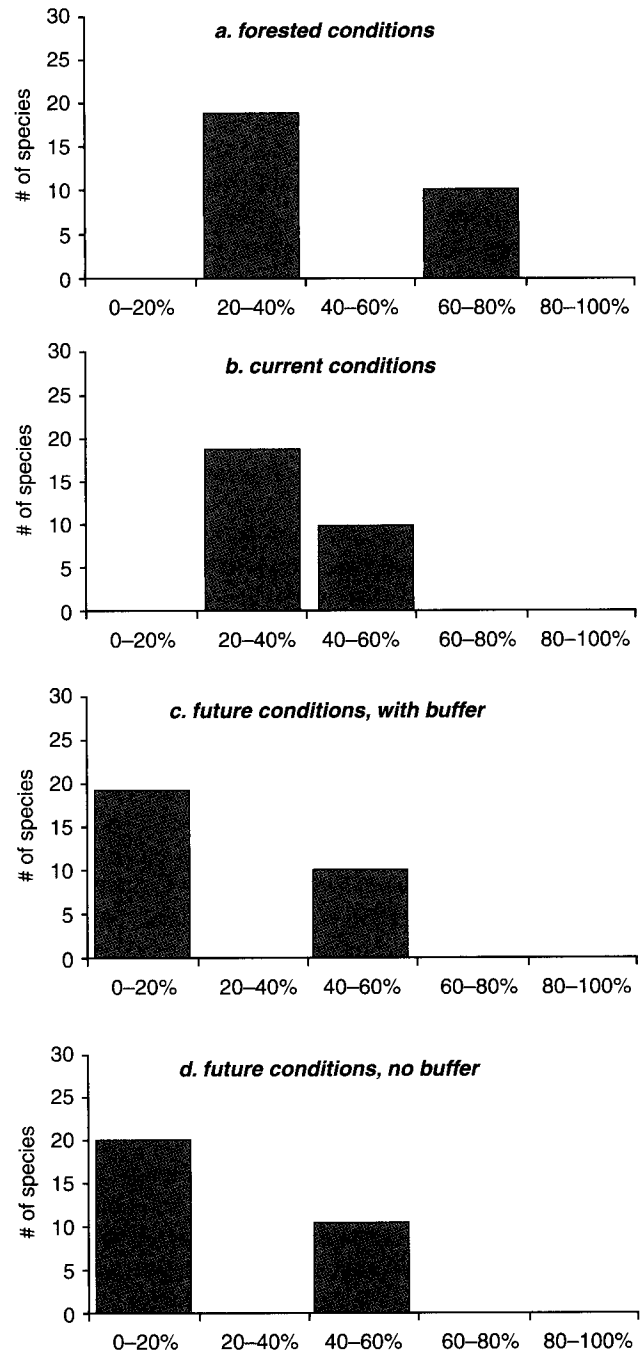 a. forested conditions
# of species
30
25
20
15
10
5
0
0–20% 20–40% 40–60% 60–80% 80–100%
b. current conditions
# of species
30
25
20
15
10
5
0
0–20% 20–40% 40–60% 60–80% 80–100%
c. future conditions, with buffer
# of species
30
25
20
15
10
5
0
0–20% 20–40% 40–60% 60–80% 80–100%
d. future conditions, no buffer
# of species
30
25
20
15
10
5
0
0–20% 20–40% 40–60% 60–80% 80–100%